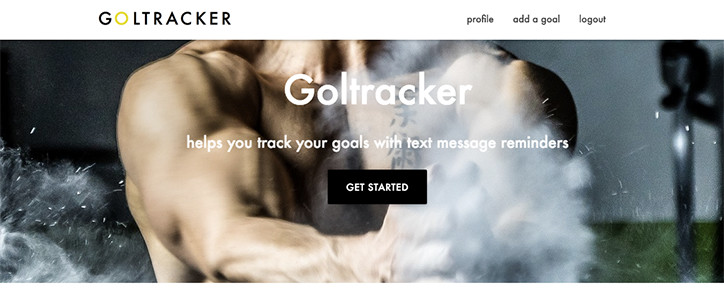 GOLTRACKER
profile add a goal logout
Goltracker
helps you track your goals with text message reminders
GET STARTED